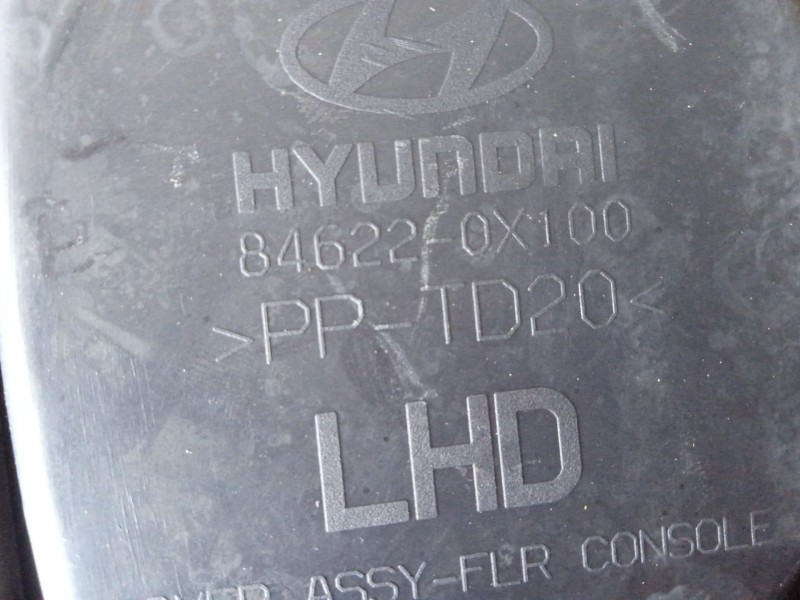 HYUNDAI
84622-0X100
>PP-TD20<
LHD
ASSY-FLR CONSOLE